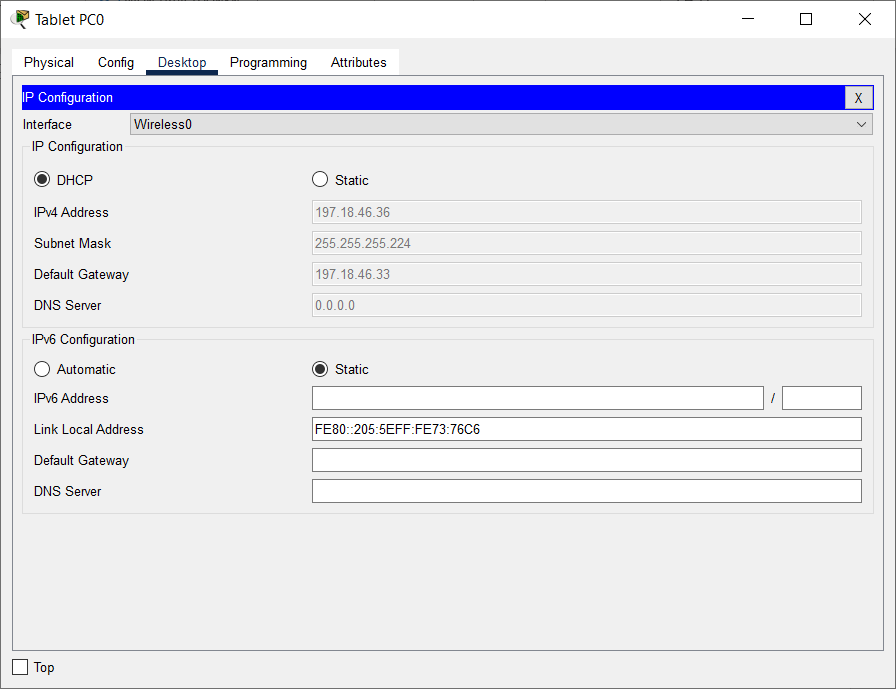 Tablet PC0
Physical Config Desktop Programming Attributes
IP Configuration X
Interface Wireless0
IP Configuration
DHCP Static
IPv4 Address 197.18.46.36
Subnet Mask 255.255.255.224
Default Gateway 197.18.46.33
DNS Server 0.0.0.0
IPv6 Configuration
Automatic Static
IPv6 Address /
Link Local Address FE80::205:5EFF:FE73:76C6
Default Gateway
DNS Server
Top